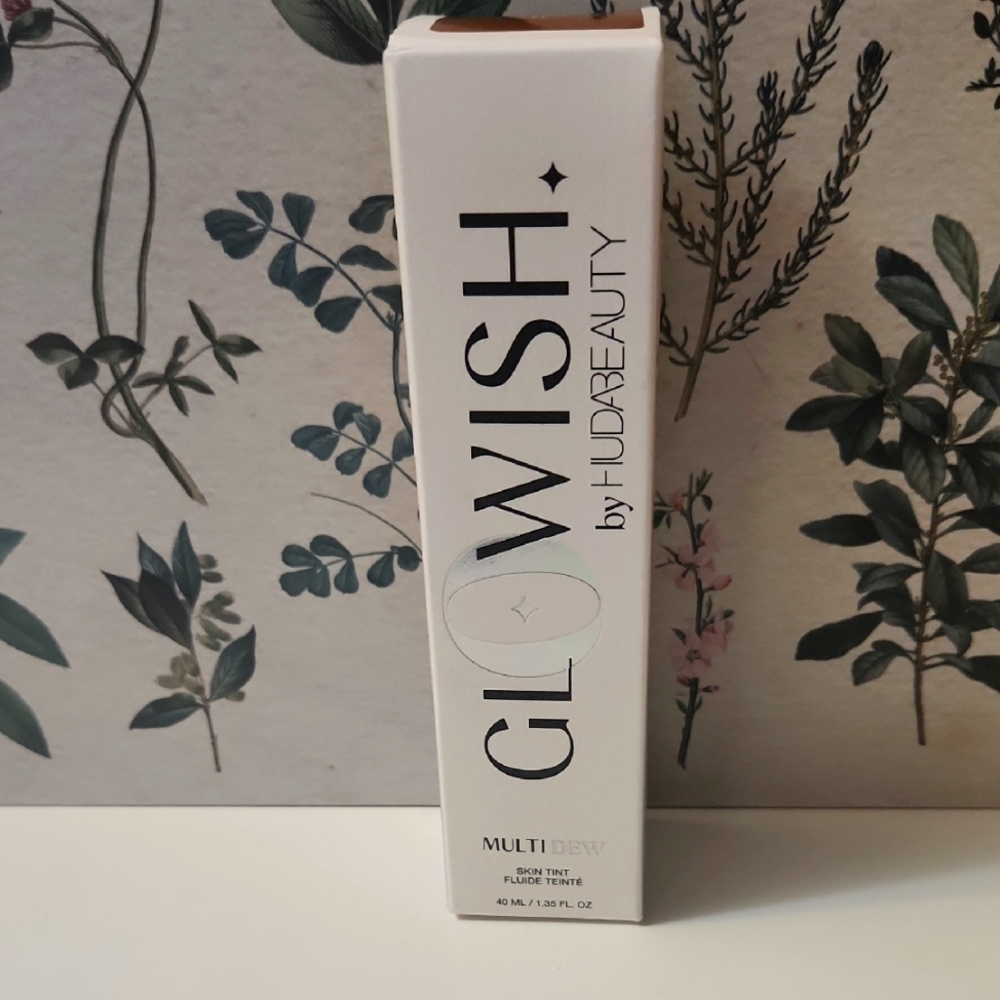 GLOWISH
by HUDABEAUTY
MULTI DEW
SKIN TINT
FLUIDE TEINTÉ
40 ML / 1.35 FL. OZ